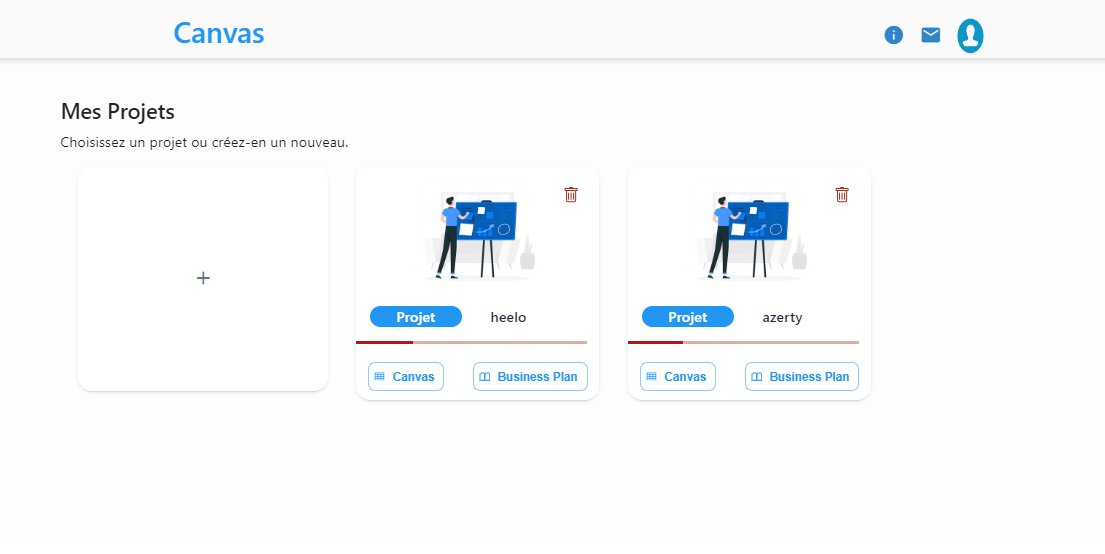 Canvas
Mes Projets
Choisissez un projet ou créez-en un nouveau.
+
Projet heelo
Canvas Business Plan
Projet azerty
Canvas Business Plan